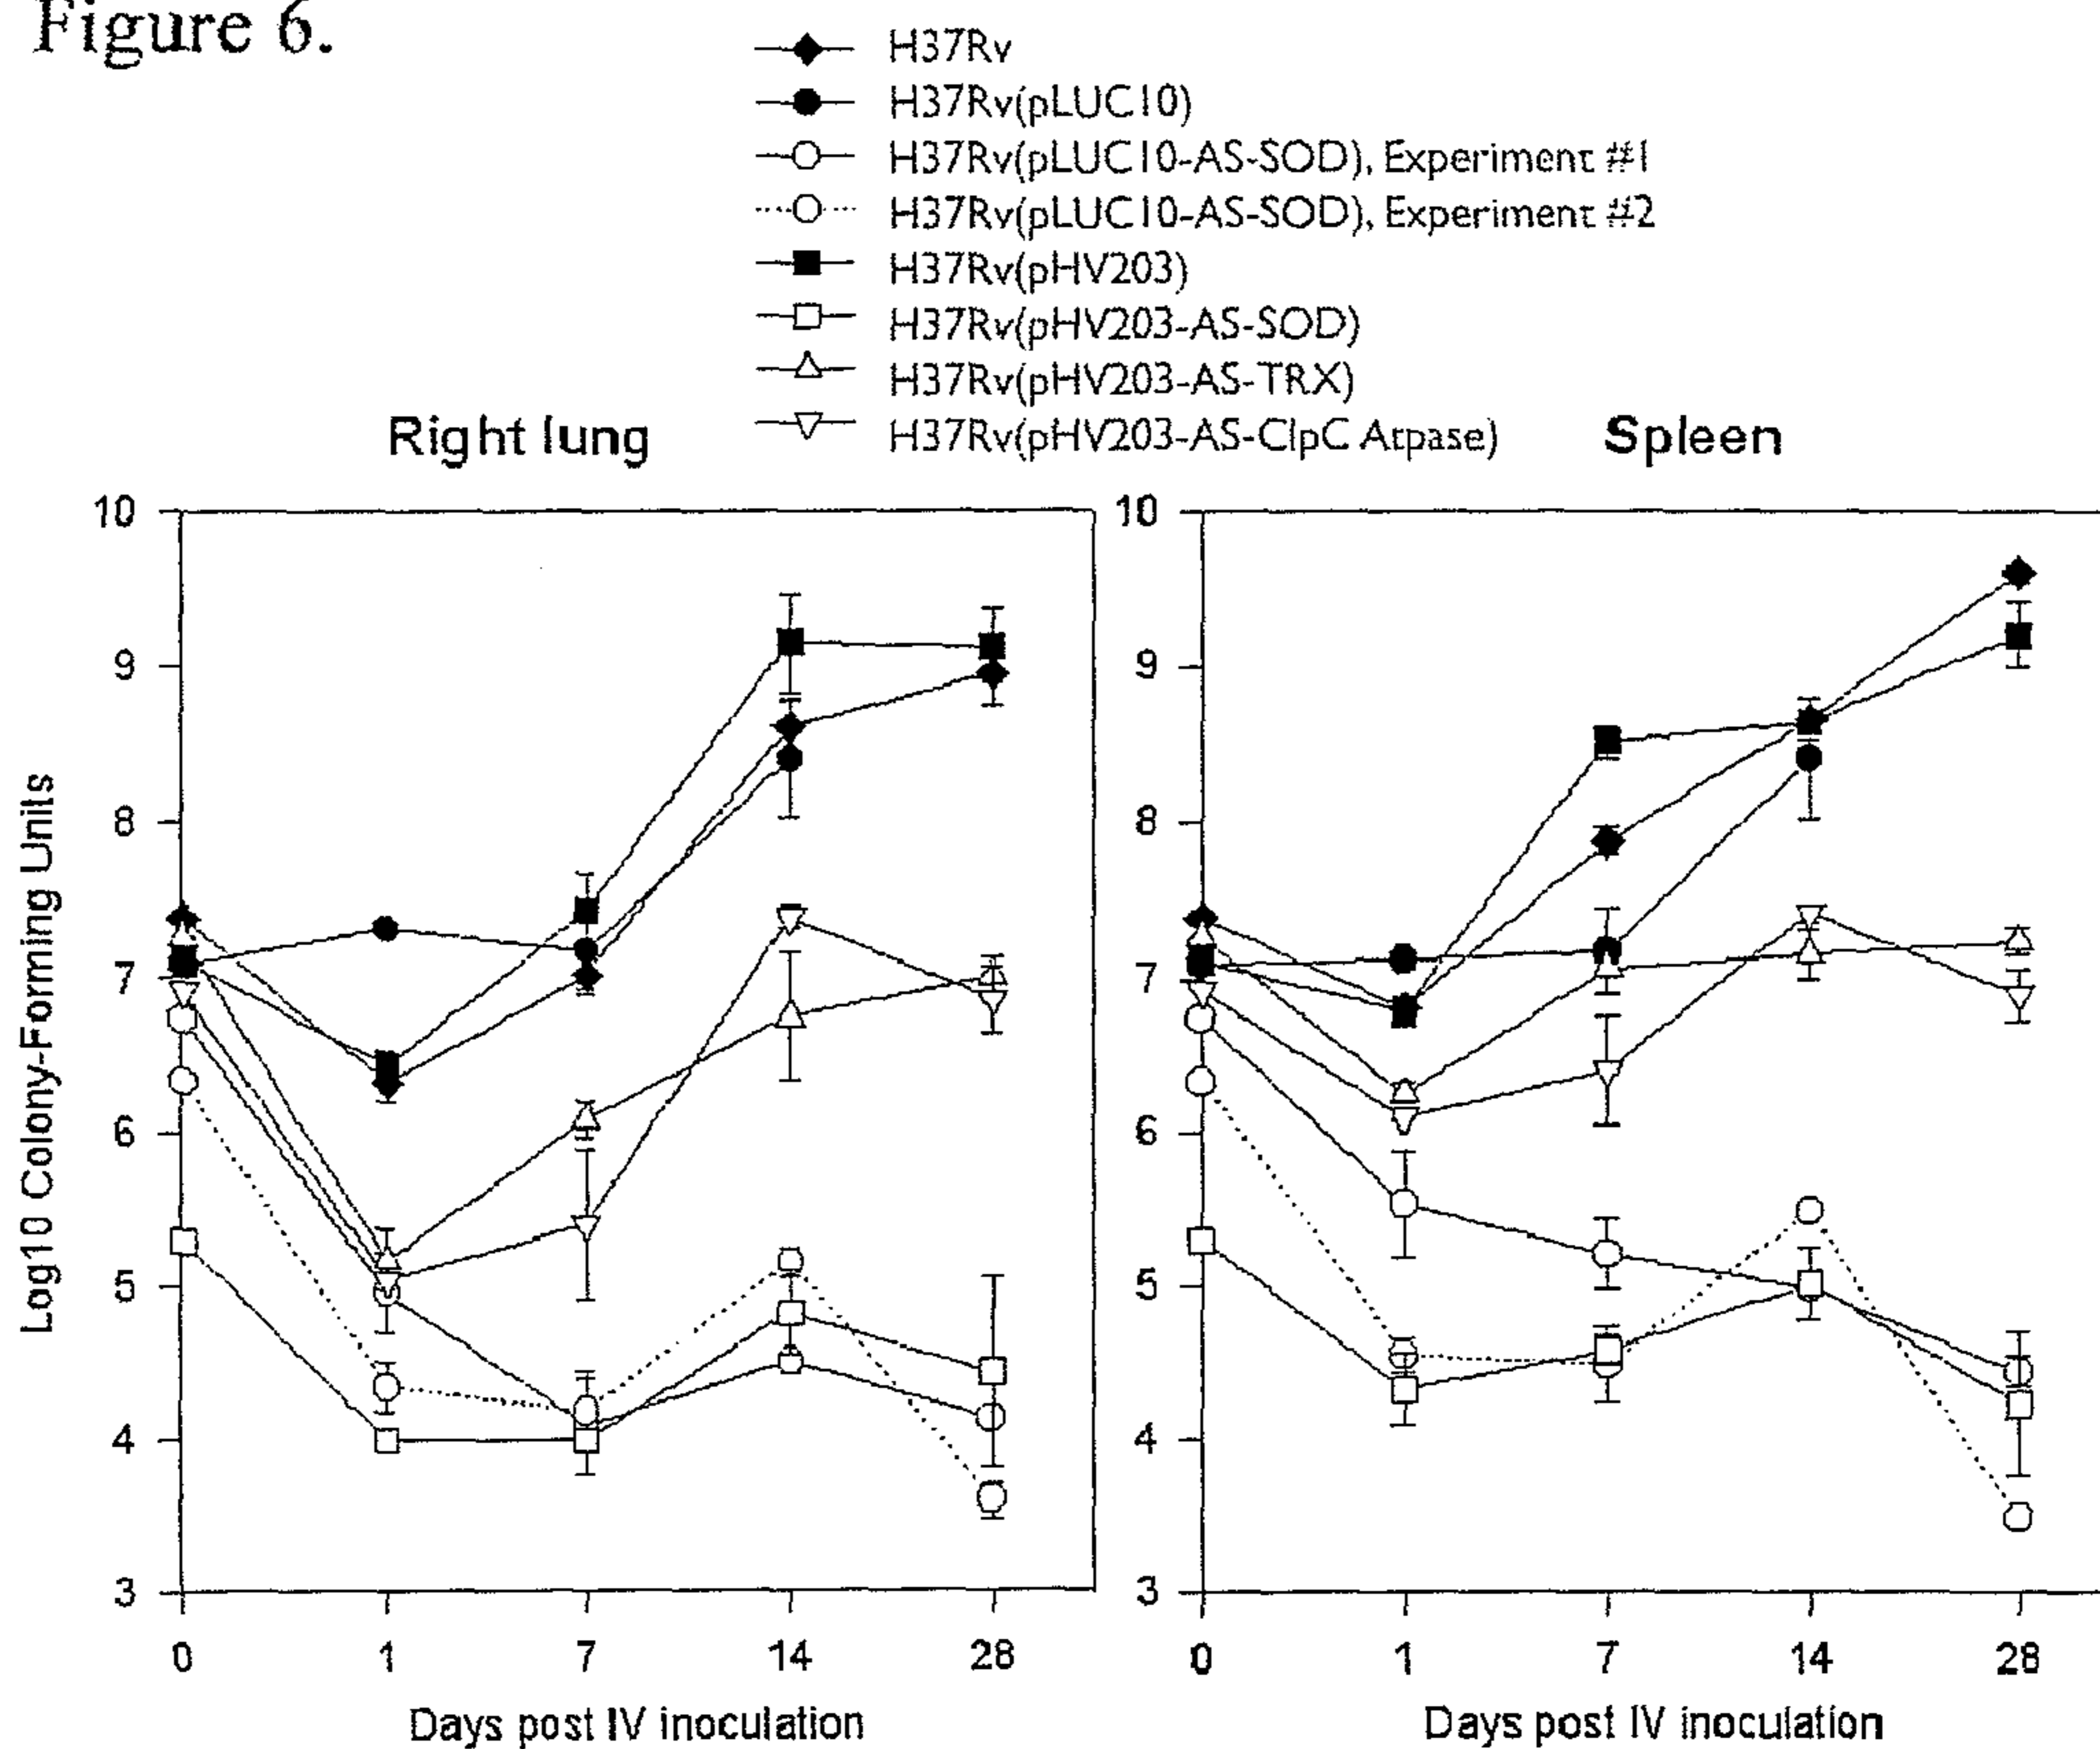 Figure 6.
H37Rv
H37Rv(pLUC10)
H37Rv(pLUC10-AS-SOD), Experiment #1
H37Rv(pLUC10-AS-SOD), Experiment #2
H37Rv(pHV203)
H37Rv(pHV203-AS-SOD)
H37Rv(pHV203-AS-TRX)
H37Rv(pHV203-AS-ClpC Atpase)
Right lung
Spleen
Log10 Colony-Forming Units
10
9
8
7
6
5
4
3
0 1 7 14 28
Days post IV inoculation
10
9
8
7
6
5
4
3
0 1 7 14 28
Days post IV inoculation